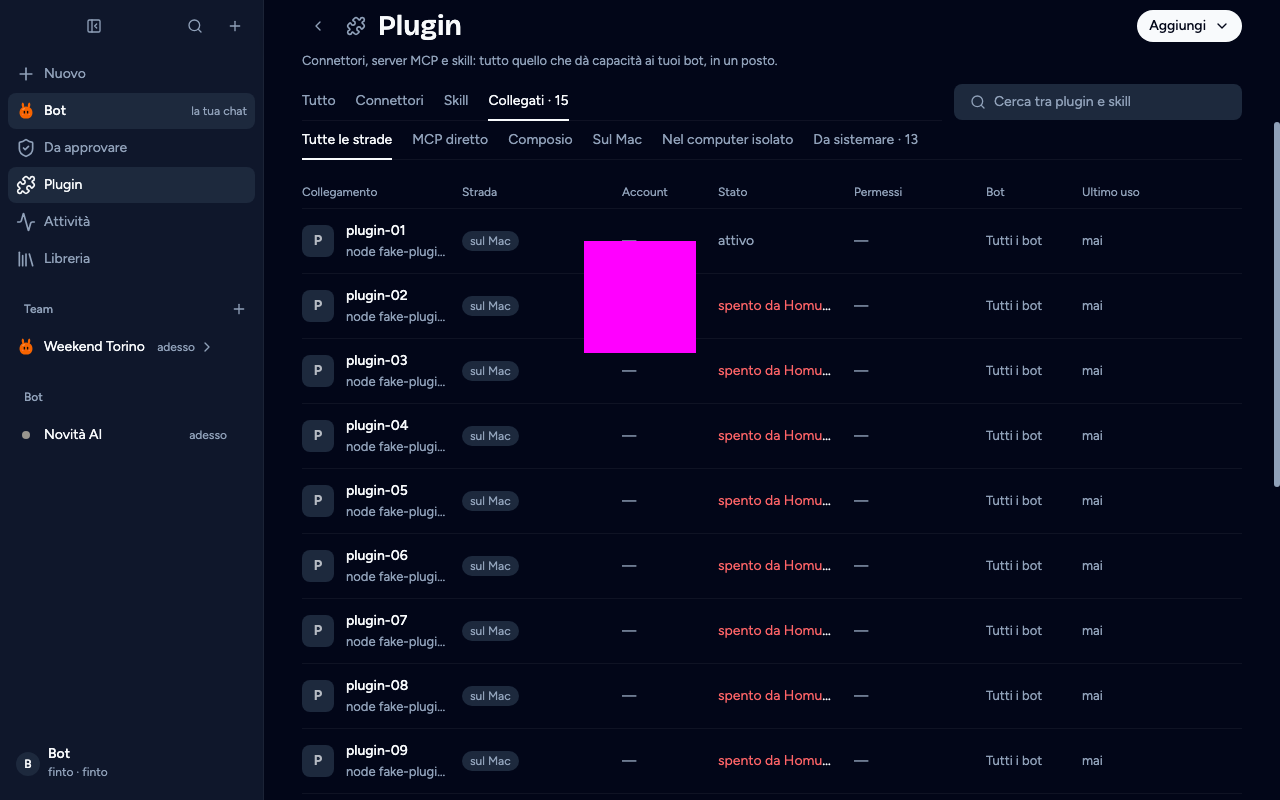 Plugin
Aggiungi
Connettori, server MCP e skill: tutto quello che dà capacità ai tuoi bot, in un posto.
Tutto Connettori Skill Collegati · 15
Cerca tra plugin e skill
Tutte le strade MCP diretto Composio Sul Mac Nel computer isolato Da sistemare · 13
Collegamento Strada Account Stato Permessi Bot Ultimo uso
P plugin-01 sul Mac — attivo — Tutti i bot mai
node fake-plugi...
P plugin-02 sul Mac spento da Homu... — Tutti i bot mai
node fake-plugi...
P plugin-03 sul Mac — spento da Homu... — Tutti i bot mai
node fake-plugi...
P plugin-04 sul Mac — spento da Homu... — Tutti i bot mai
node fake-plugi...
P plugin-05 sul Mac — spento da Homu... — Tutti i bot mai
node fake-plugi...
P plugin-06 sul Mac — spento da Homu... — Tutti i bot mai
node fake-plugi...
P plugin-07 sul Mac — spento da Homu... — Tutti i bot mai
node fake-plugi...
P plugin-08 sul Mac — spento da Homu... — Tutti i bot mai
node fake-plugi...
P plugin-09 sul Mac — spento da Homu... — Tutti i bot mai
node fake-plugi...
Nuovo
Bot la tua chat
Da approvare
Plugin
Attività
Libreria
Team
Weekend Torino adesso
Bot
Novità AI adesso
B Bot
finto · finto